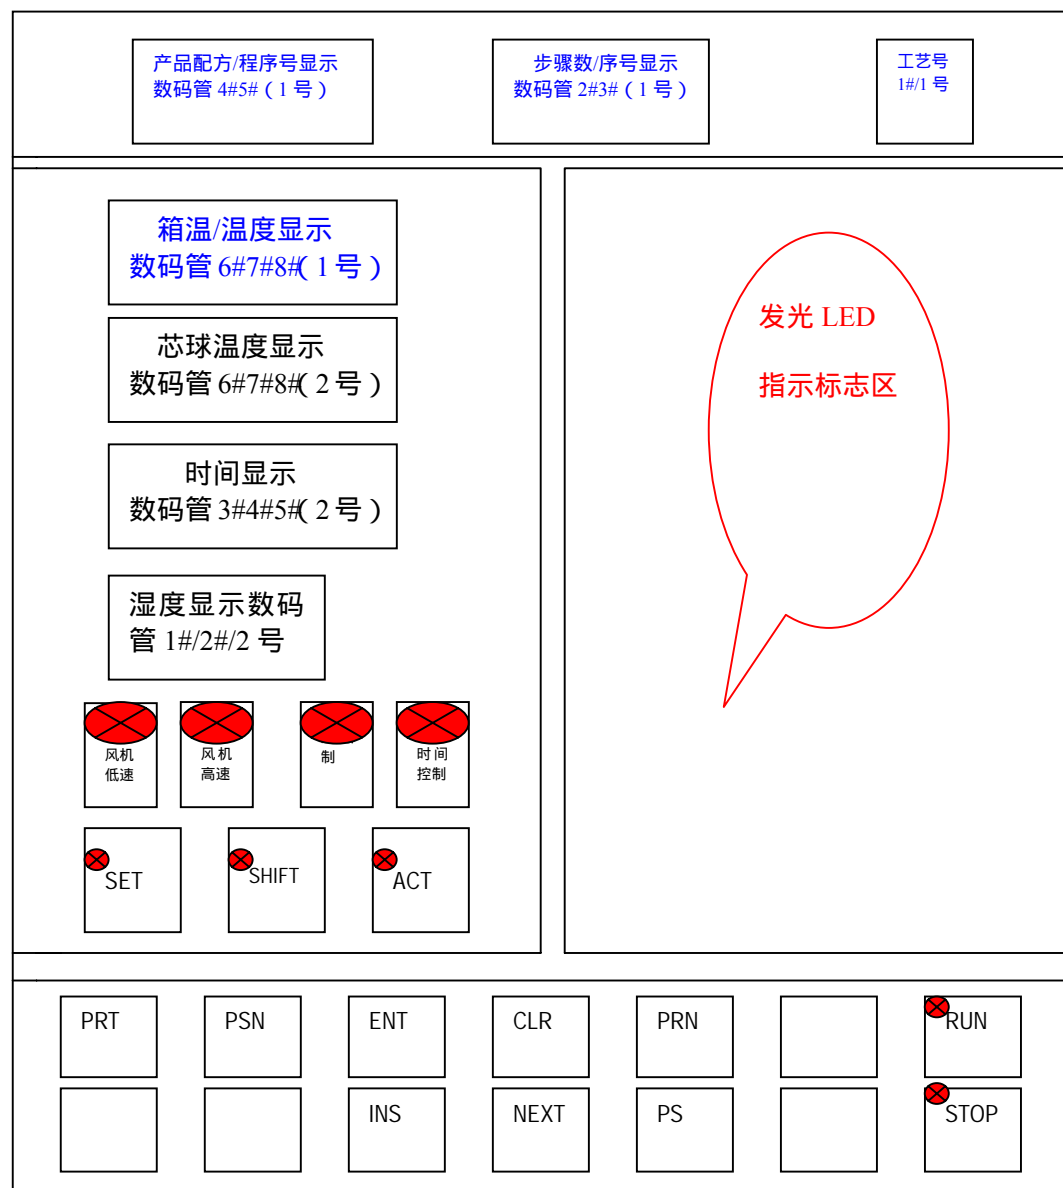 产品配方/程序号显示
数码管 4#5#（1 号）
步骤数/序号显示
数码管 2#3#（1 号）
工艺号
1#/1 号
箱温/温度显示
数码管 6#7#8#（1 号）
芯球温度显示
数码管 6#7#8#（2 号）
时间显示
数码管 3#4#5#（2 号）
湿度显示数码
管 1#/2#/2 号
发光 LED
指示标志区
风机
低速
风机
高速
制
时间
控制
SET
SHIFT
ACT
PRT
PSN
ENT
CLR
PRN
RUN
INS
NEXT
PS
STOP